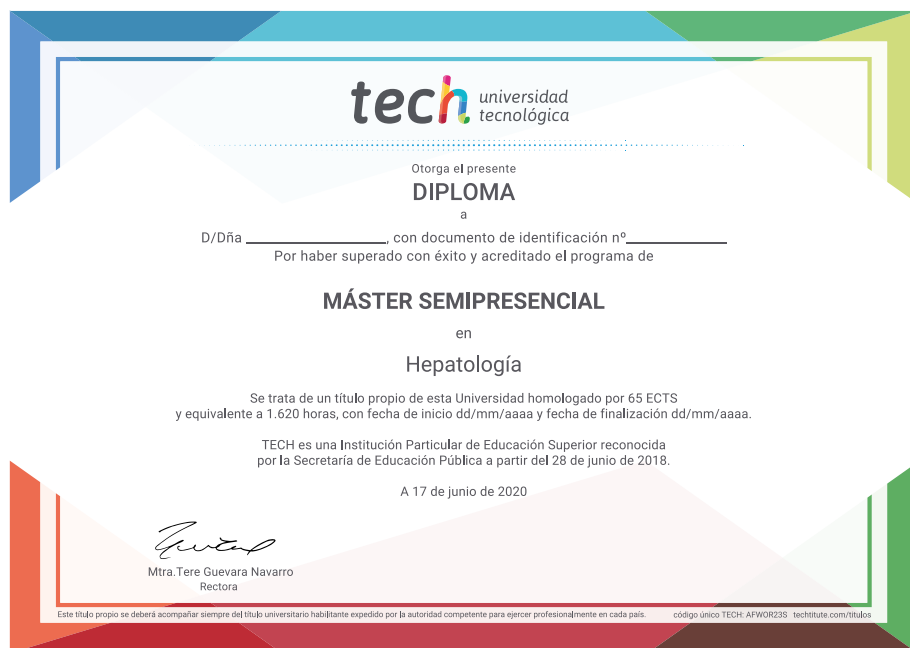 tech universidad
tecnológica
Otorga el presente
DIPLOMA
a
D/Dña ____________________, con documento de identificación nº______________
Por haber superado con éxito y acreditado el programa de
MÁSTER SEMIPRESENCIAL
en
Hepatología
Se trata de un título propio de esta Universidad homologado por 65 ECTS
y equivalente a 1.620 horas, con fecha de inicio dd/mm/aaaa y fecha de finalización dd/mm/aaaa.
TECH es una Institución Particular de Educación Superior reconocida
por la Secretaría de Educación Pública a partir del 28 de junio de 2018.
A 17 de junio de 2020
Mtra.Tere Guevara Navarro
Rectora
Este título propio se deberá acompañar siempre del título universitario habilitante expedido por la autoridad competente para ejercer profesionalmente en cada país. código único TECH: AFWOR23S techtitute.com/titulos